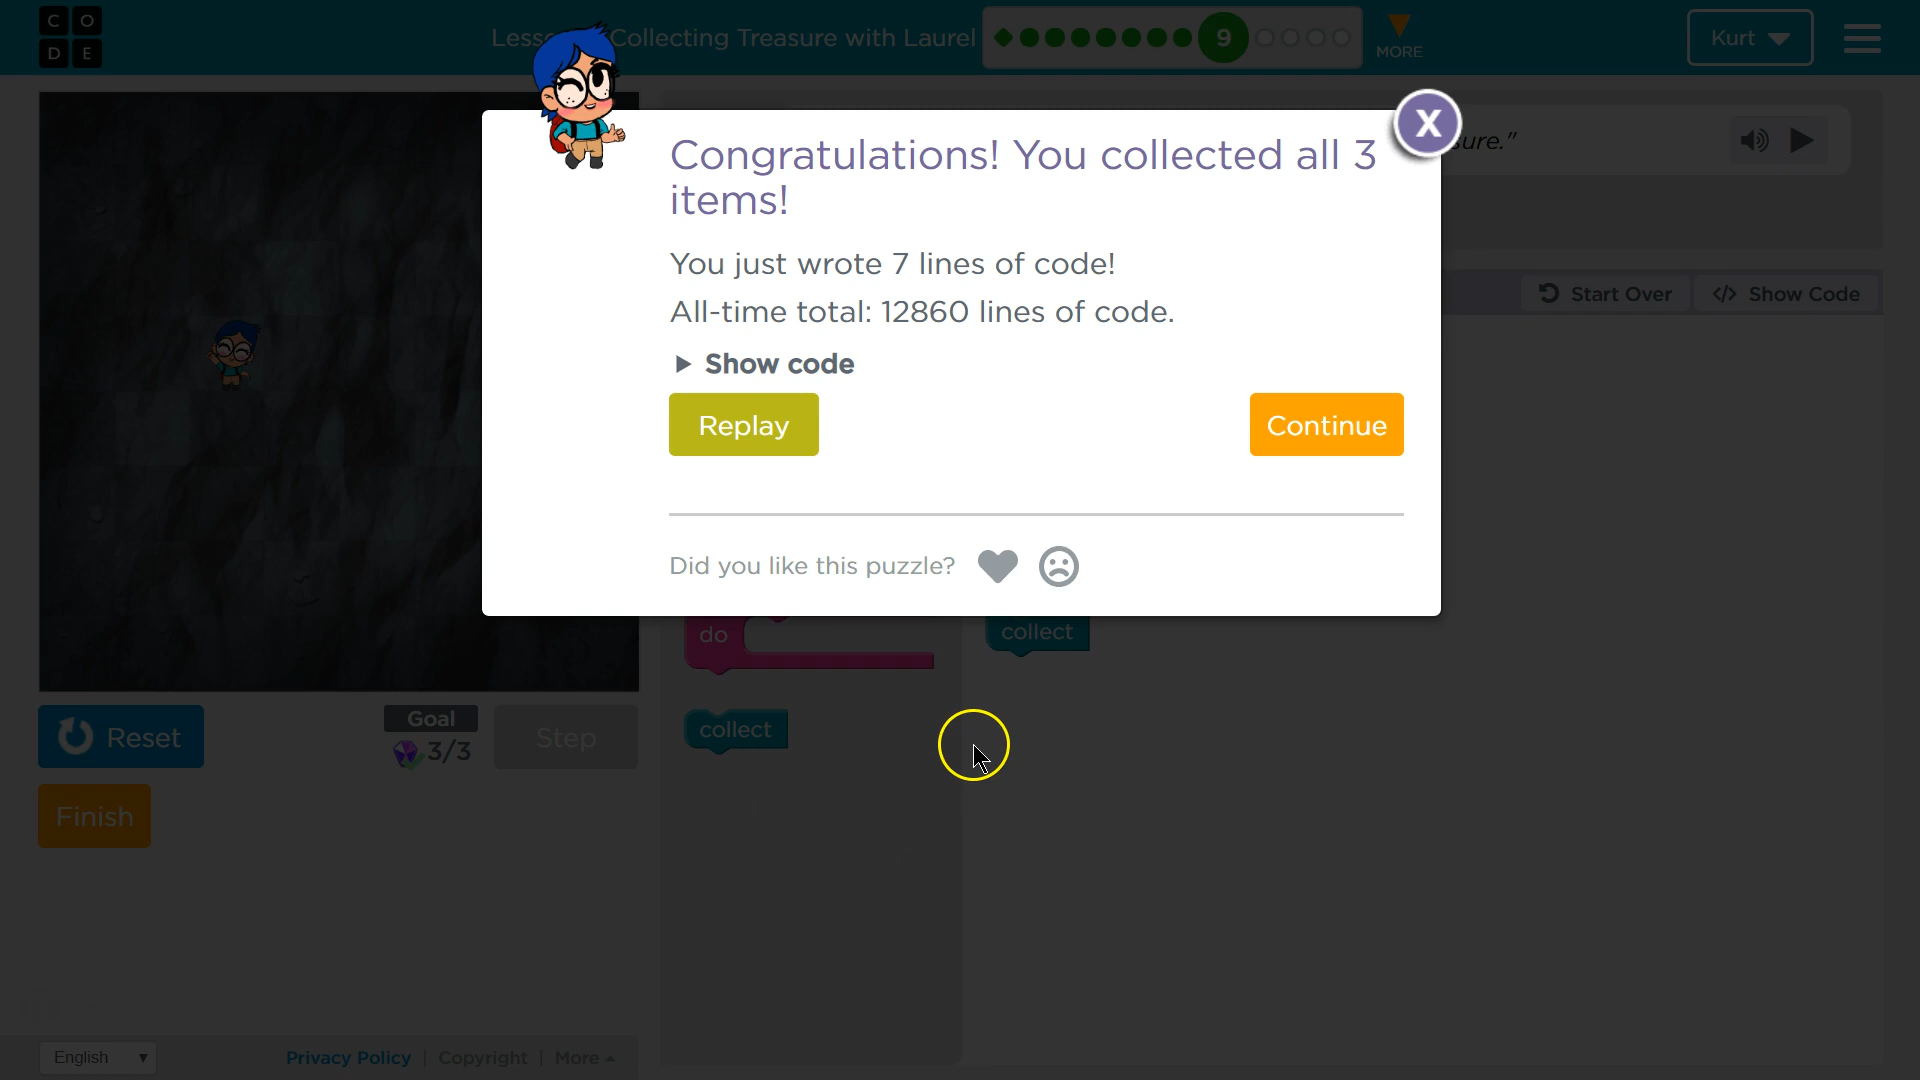 C O
D E
Collecting Treasure with Laurel
9
MORE
Kurt
X
Congratulations! You collected all 3
items!
You just wrote 7 lines of code!
All-time total: 12860 lines of code.
Show code
Replay
Continue
Did you like this puzzle?
Start Over
Show Code
do
collect
collect
Reset
Goal
3/3
Step
Finish
English
Privacy Policy | Copyright | More